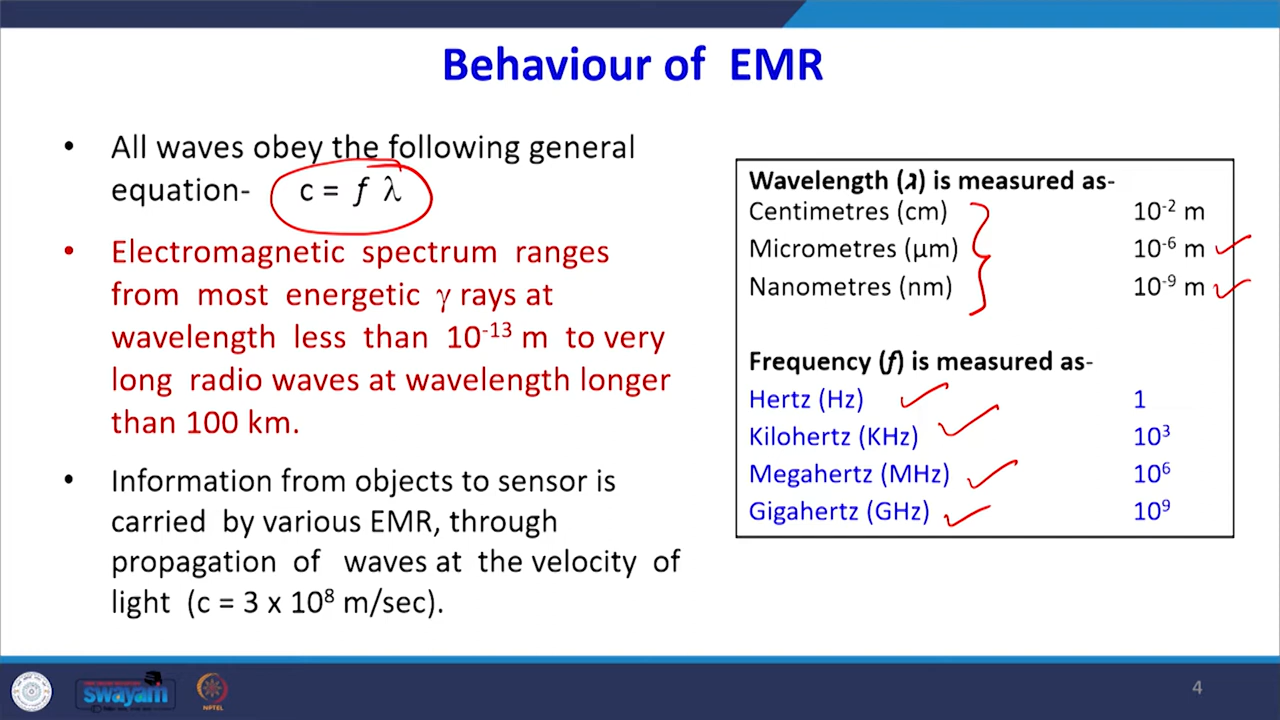 Behaviour of EMR
• All waves obey the following general
equation- c = f λ
• Electromagnetic spectrum ranges
from most energetic γ rays at
wavelength less than 10⁻¹³ m to very
long radio waves at wavelength longer
than 100 km.
• Information from objects to sensor is
carried by various EMR, through
propagation of waves at the velocity of
light (c = 3 x 10⁸ m/sec).
Wavelength (λ) is measured as-
Centimetres (cm) 10⁻² m
Micrometres (μm) 10⁻⁶ m
Nanometres (nm) 10⁻⁹ m
Frequency (f) is measured as-
Hertz (Hz) 1
Kilohertz (KHz) 10³
Megahertz (MHz) 10⁶
Gigahertz (GHz) 10⁹
swayam
NPTEL
4